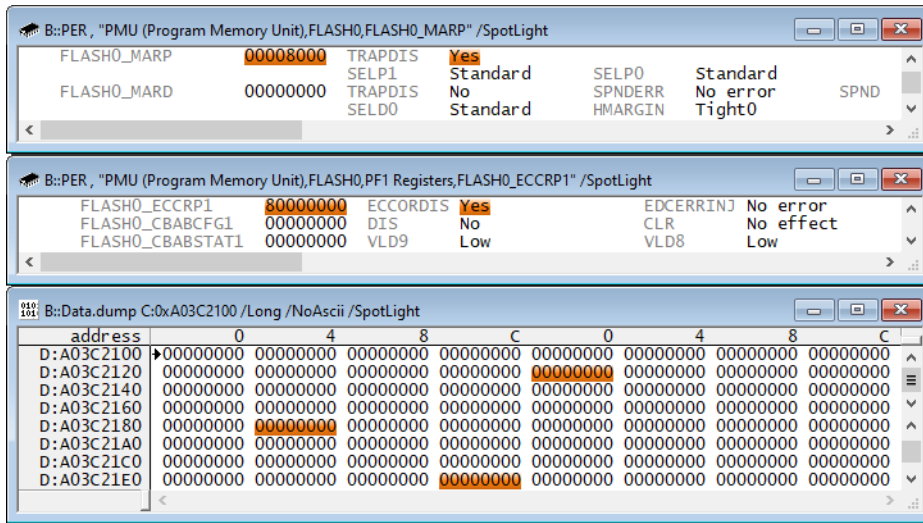 B::PER , "PMU (Program Memory Unit),FLASH0,FLASH0_MARP" /SpotLight
FLASH0_MARP 00008000 TRAPDIS Yes
SELP1 Standard SELP0 Standard
FLASH0_MARD 00000000 TRAPDIS No SPNDERR No error SPND
SELD0 Standard HMARGIN Tight0
B::PER , "PMU (Program Memory Unit),FLASH0,PF1 Registers,FLASH0_ECCRP1" /SpotLight
FLASH0_ECCRP1 80000000 ECCORDIS Yes EDCERRINJ No error
FLASH0_CBABCFG1 00000000 DIS No CLR No effect
FLASH0_CBABSTAT1 00000000 VLD9 Low VLD8 Low
B::Data.dump C:0xA03C2100 /Long /NoAscii /SpotLight
address 0 4 8 C 0 4 8 C
D:A03C2100 00000000 00000000 00000000 00000000 00000000 00000000 00000000 00000000
D:A03C2120 00000000 00000000 00000000 00000000 00000000 00000000 00000000 00000000
D:A03C2140 00000000 00000000 00000000 00000000 00000000 00000000 00000000 00000000
D:A03C2160 00000000 00000000 00000000 00000000 00000000 00000000 00000000 00000000
D:A03C2180 00000000 00000000 00000000 00000000 00000000 00000000 00000000 00000000
D:A03C21A0 00000000 00000000 00000000 00000000 00000000 00000000 00000000 00000000
D:A03C21C0 00000000 00000000 00000000 00000000 00000000 00000000 00000000 00000000
D:A03C21E0 00000000 00000000 00000000 00000000 00000000 00000000 00000000 00000000